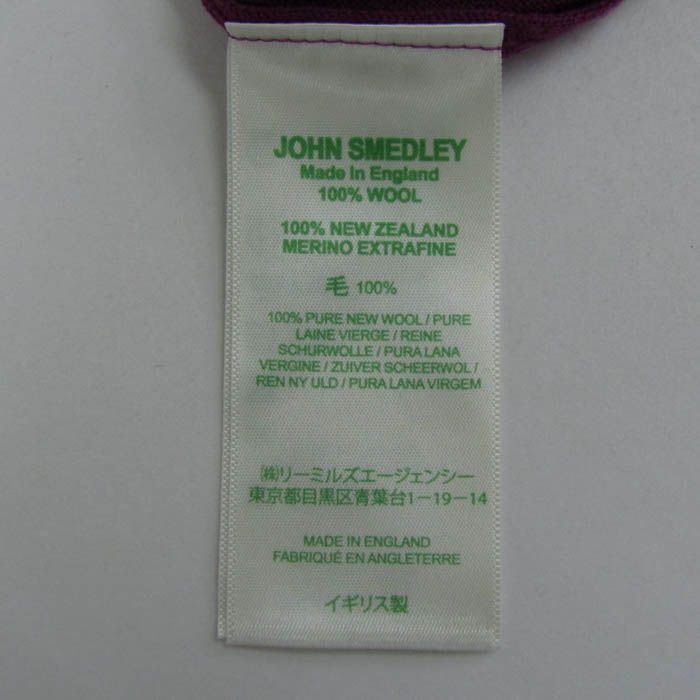 JOHN SMEDLEY
Made In England
100% WOOL
100% NEW ZEALAND
MERINO EXTRAFINE
毛 100%
100% PURE NEW WOOL / PURE
LAINE VIERGE / REINE
SCHURWOLLE / PURA LANA
VERGINE / ZUIVER SCHEERWOL /
REN NY ULD / PURA LANA VIRGEM
㈱リーミルズエージェンシー
東京都目黒区青葉台1-19-14
MADE IN ENGLAND
FABRIQUÉ EN ANGLETERRE
イギリス製